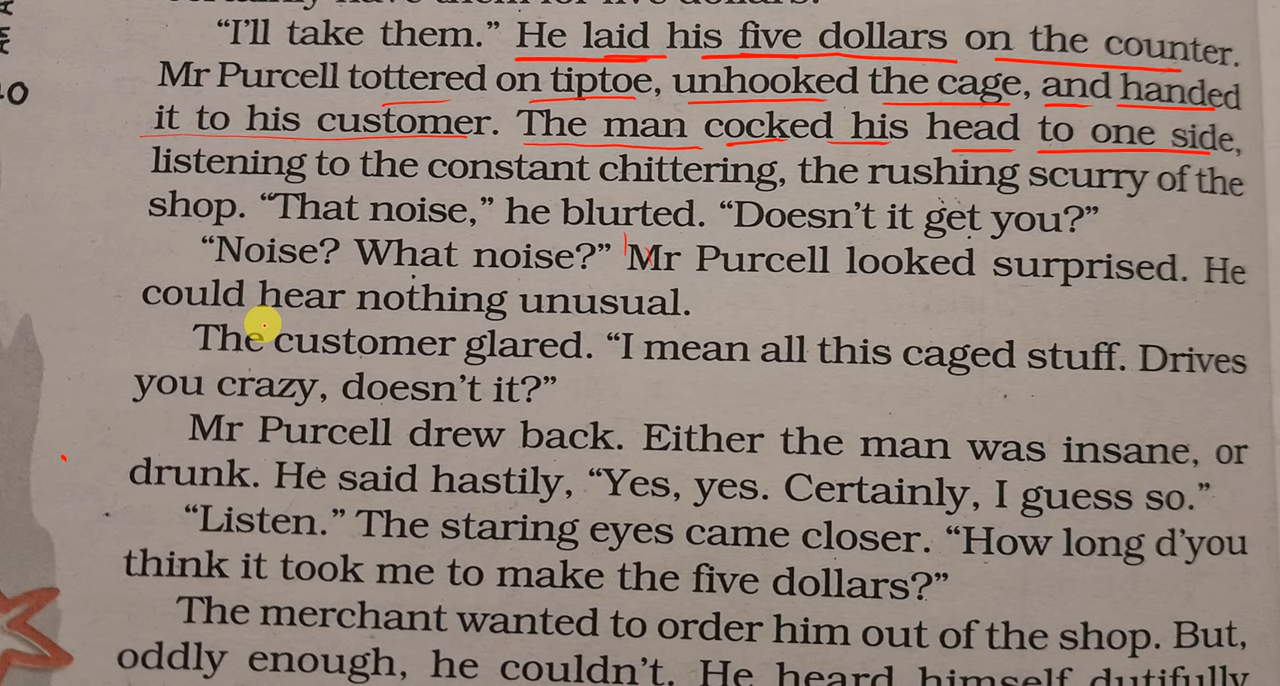 “I’ll take them.” He laid his five dollars on the counter.
Mr Purcell tottered on tiptoe, unhooked the cage, and handed
it to his customer. The man cocked his head to one side,
listening to the constant chittering, the rushing scurry of the
shop. “That noise,” he blurted. “Doesn’t it get you?”
“Noise? What noise?” Mr Purcell looked surprised. He
could hear nothing unusual.
The customer glared. “I mean all this caged stuff. Drives
you crazy, doesn’t it?”
Mr Purcell drew back. Either the man was insane, or
drunk. He said hastily, “Yes, yes. Certainly, I guess so.”
“Listen.” The staring eyes came closer. “How long d’you
think it took me to make the five dollars?”
The merchant wanted to order him out of the shop. But,
oddly enough, he couldn’t. He heard himself dutifully